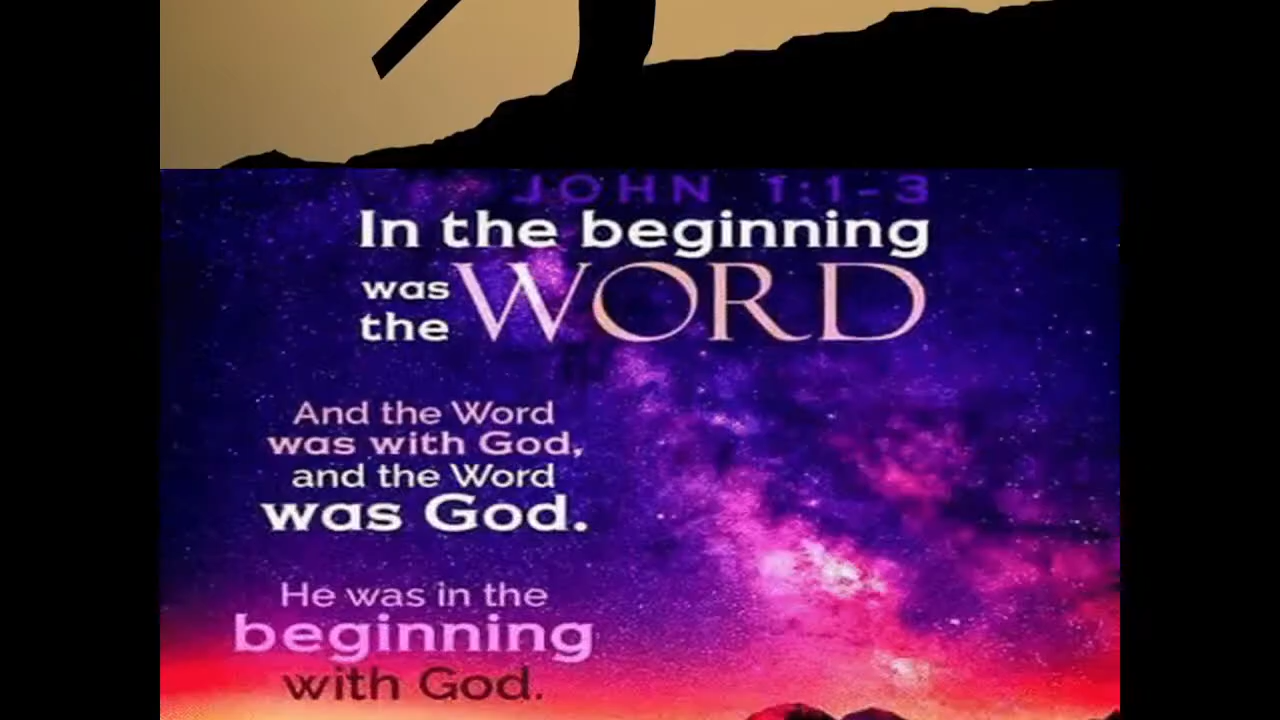 JOHN 1:1-3
In the beginning
was the WORD
And the Word
was with God,
and the Word
was God.
He was in the
beginning
with God.